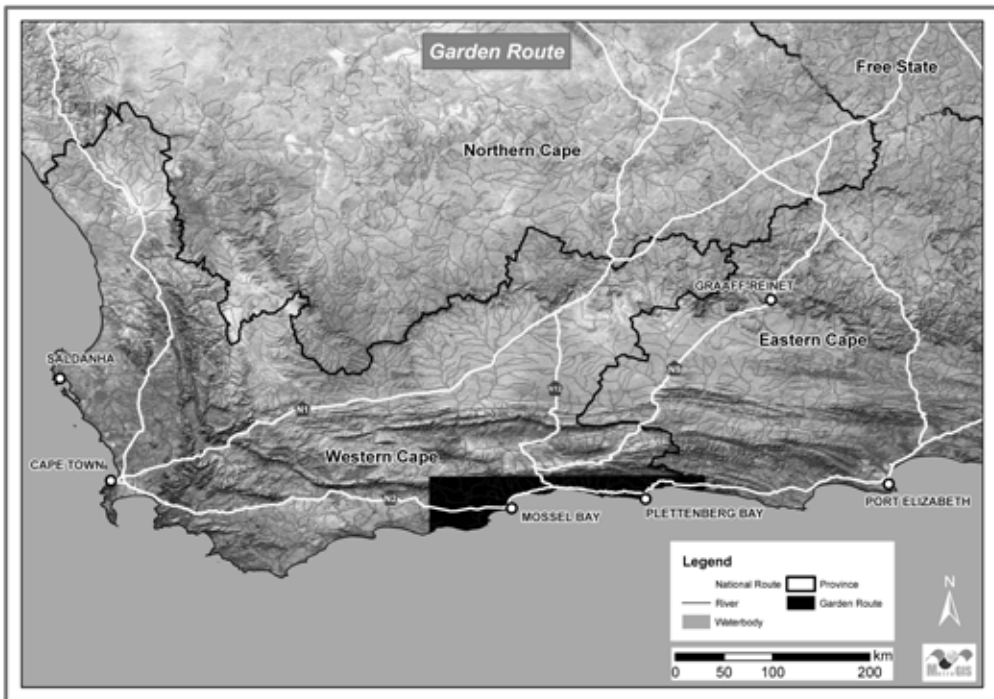 Garden Route
Free State
Northern Cape
GRAAFF-REINET
Eastern Cape
SALDANHA
N1
Western Cape
CAPE TOWN
N2
MOSSEL BAY
PLETTENBERG BAY
PORT ELIZABETH
Legend
National Route
Province
River
Garden Route
Waterbody
N
km
0 50 100 200